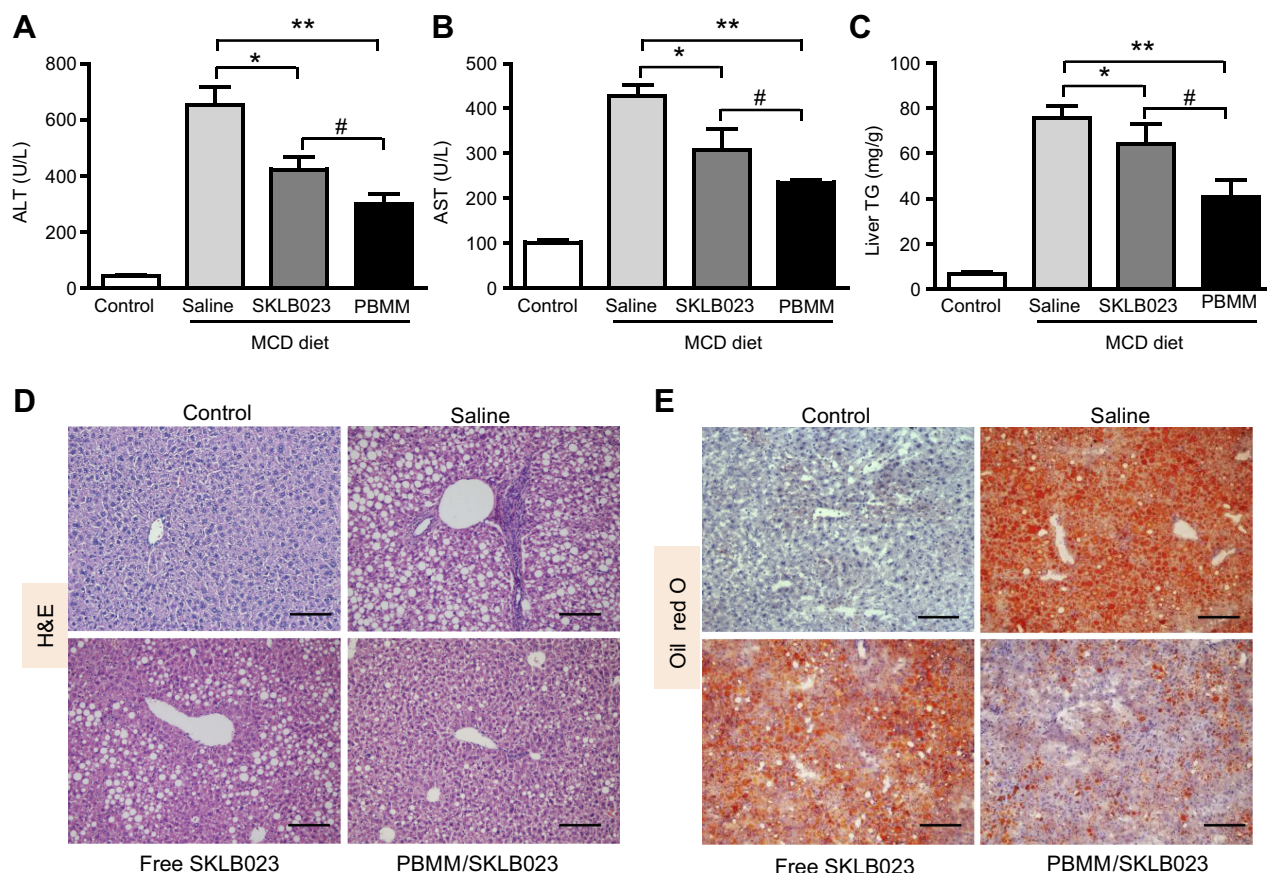 A
**
*
#
800
600
400
200
0
ALT (U/L)
Control
Saline
SKLB023
PBMM
MCD diet
B
**
*
#
500
400
300
200
100
0
AST (U/L)
Control
Saline
SKLB023
PBMM
MCD diet
C
**
*
#
100
80
60
40
20
0
Liver TG (mg/g)
Control
Saline
SKLB023
PBMM
MCD diet
D
Control
Saline
H&E
Free SKLB023
PBMM/SKLB023
E
Control
Saline
Oil red O
Free SKLB023
PBMM/SKLB023